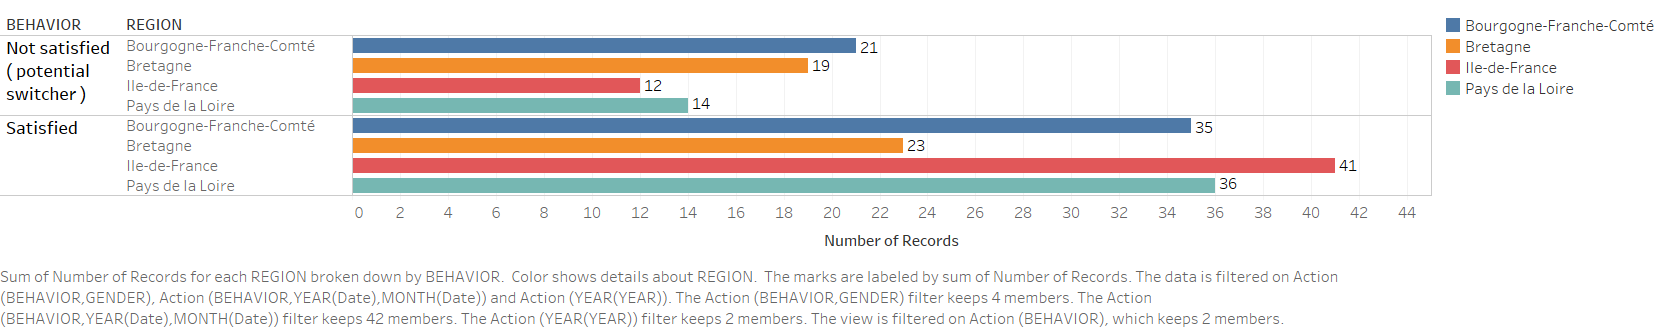 BEHAVIOR REGION
Not satisfied ( potential switcher ) Bourgogne-Franche-Comté 21
Bretagne 19
Ile-de-France 12
Pays de la Loire 14
Satisfied Bourgogne-Franche-Comté 35
Bretagne 23
Ile-de-France 41
Pays de la Loire 36
0 2 4 6 8 10 12 14 16 18 20 22 24 26 28 30 32 34 36 38 40 42 44
Number of Records
Bourgogne-Franche-Comté
Bretagne
Ile-de-France
Pays de la Loire
Sum of Number of Records for each REGION broken down by BEHAVIOR. Color shows details about REGION. The marks are labeled by sum of Number of Records. The data is filtered on Action
(BEHAVIOR,GENDER), Action (BEHAVIOR,YEAR(Date),MONTH(Date)) and Action (YEAR(YEAR)). The Action (BEHAVIOR,GENDER) filter keeps 4 members. The Action
(BEHAVIOR,YEAR(Date),MONTH(Date)) filter keeps 42 members. The Action (YEAR(YEAR)) filter keeps 2 members. The view is filtered on Action (BEHAVIOR), which keeps 2 members.